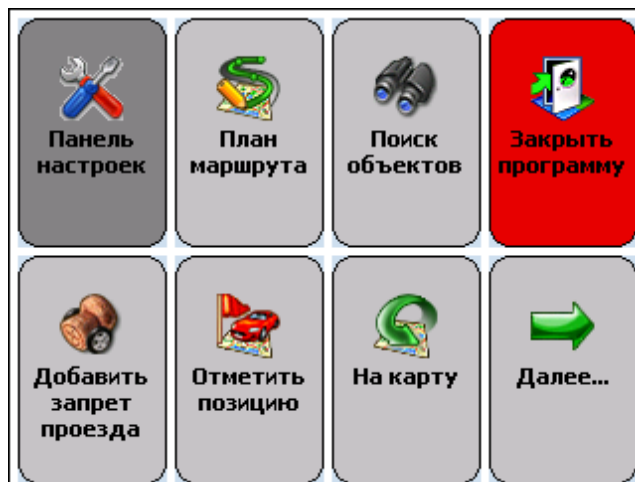 Панель
настроек
План
маршрута
Поиск
объектов
Закрыть
программу
Добавить
запрет
проезда
Отметить
позицию
На карту
Далее...